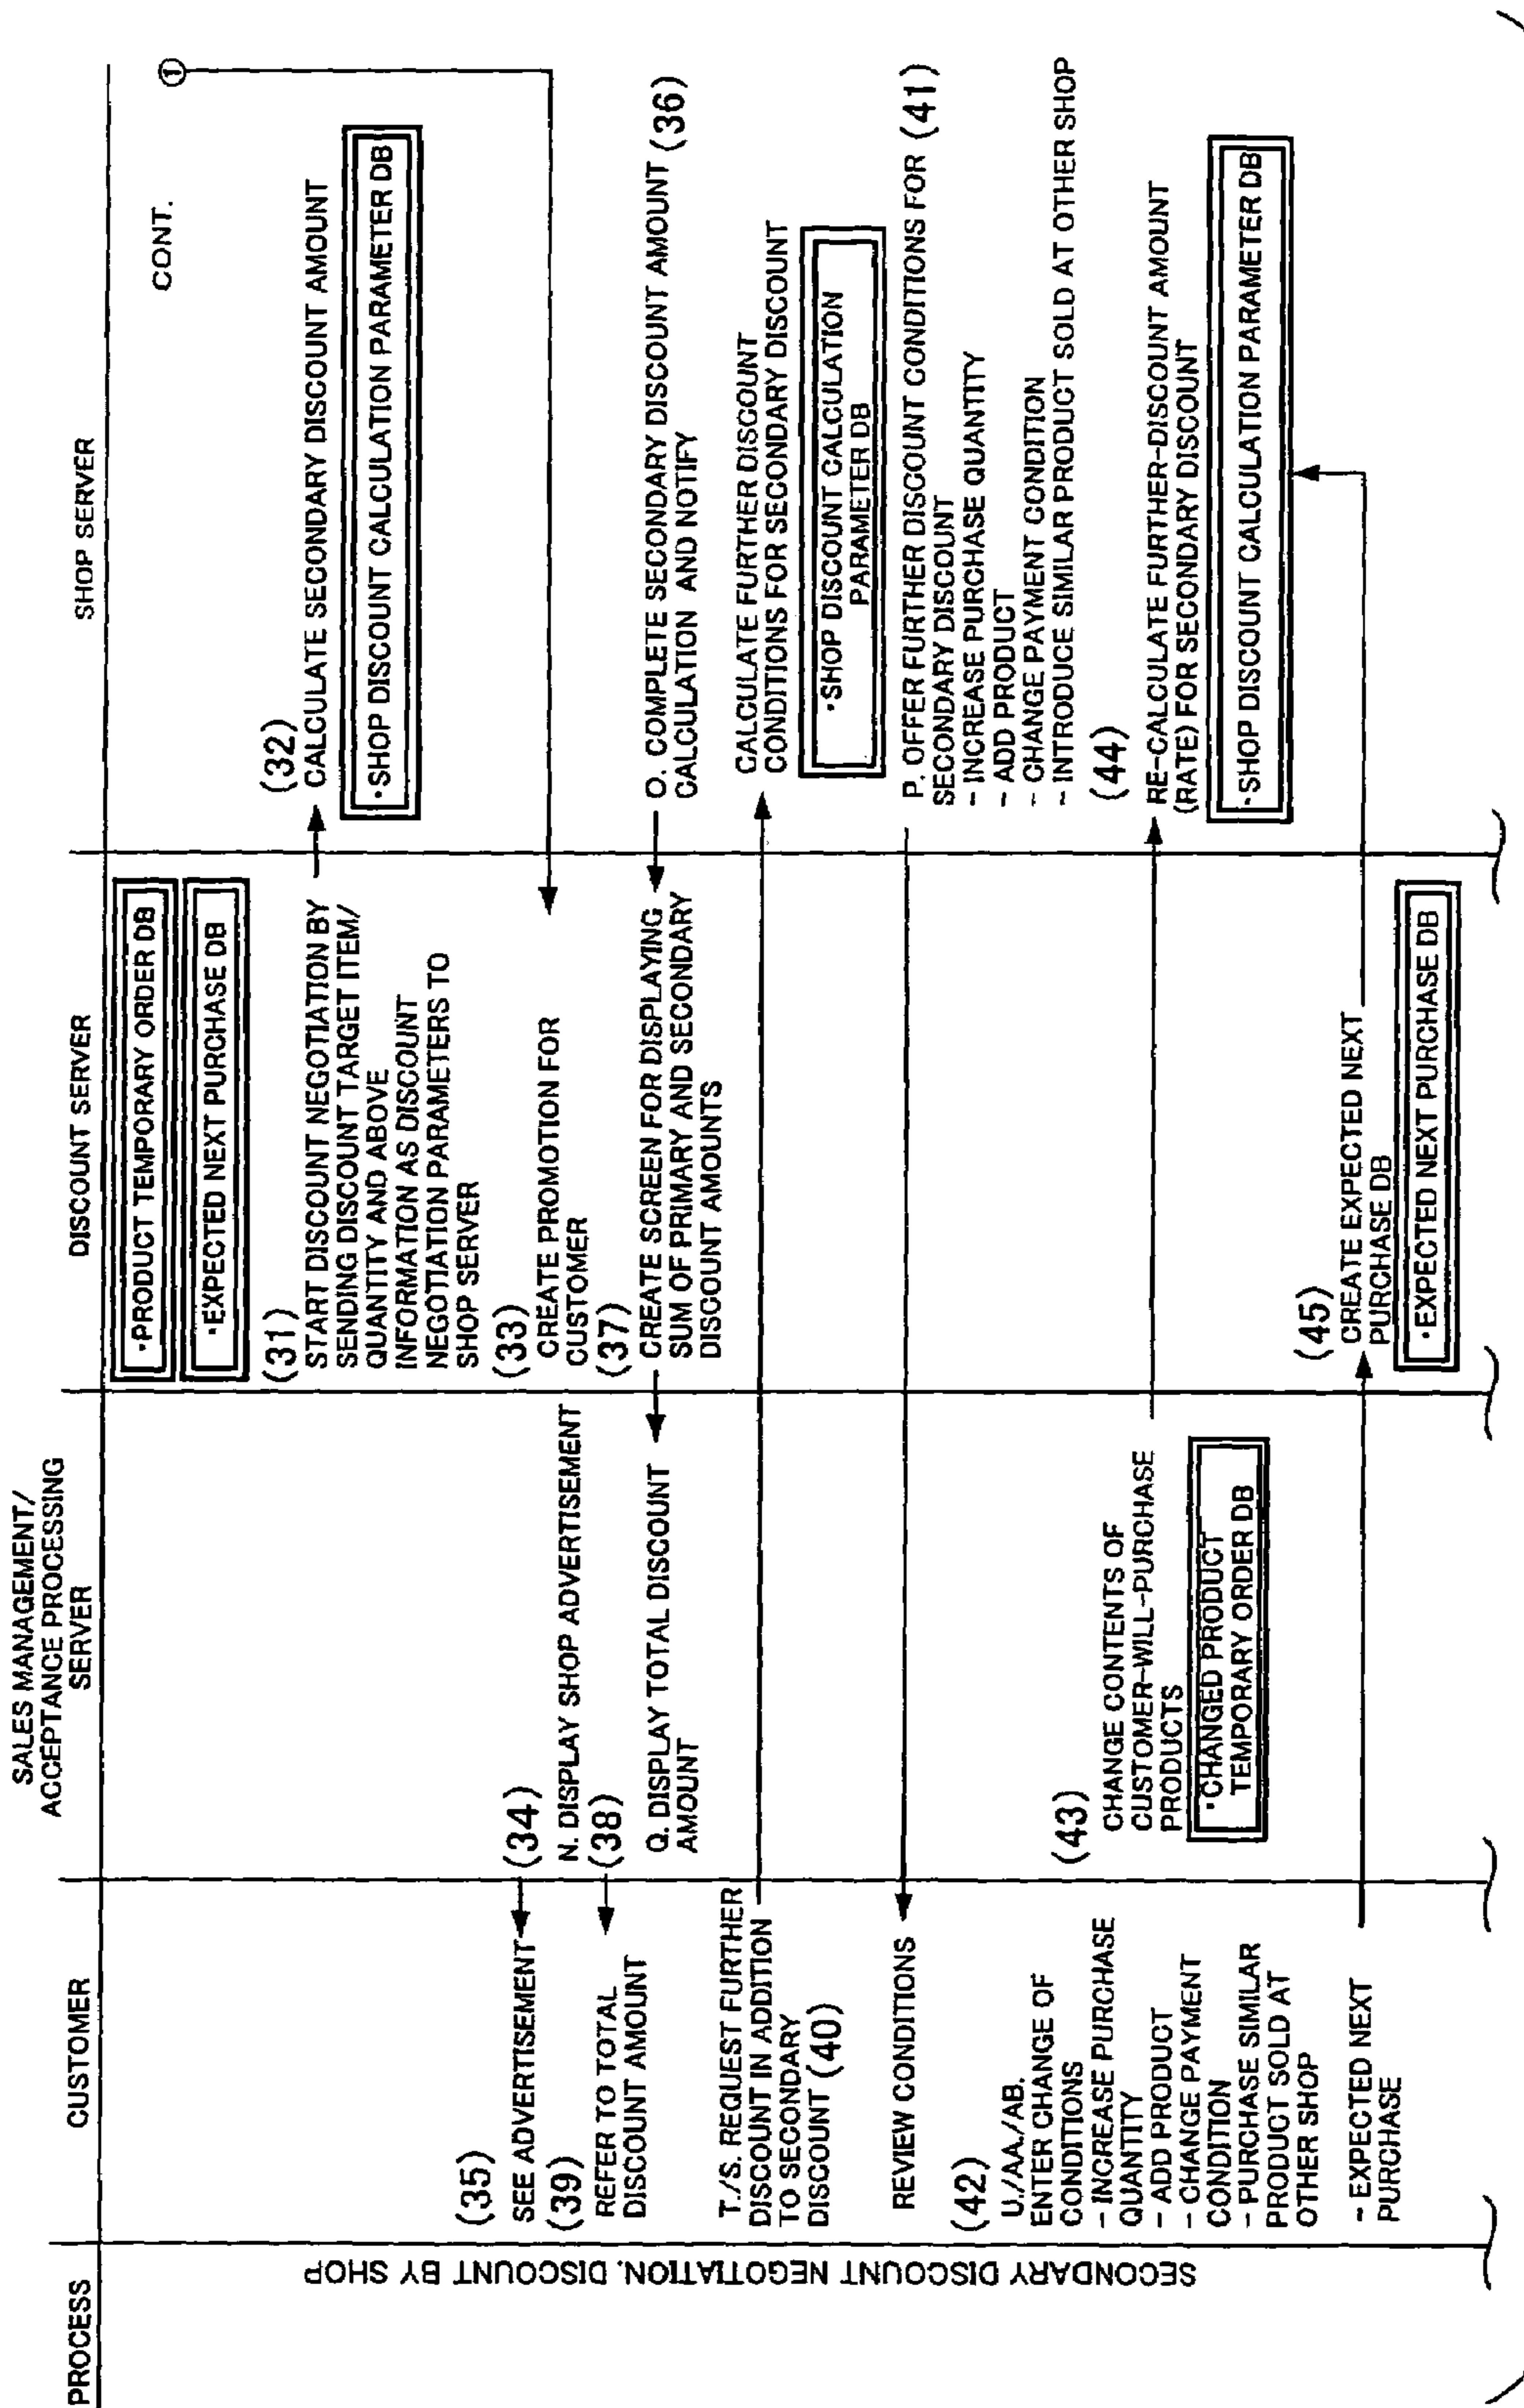 PROCESS
CUSTOMER
SALES MANAGEMENT/
ACCEPTANCE PROCESSING
SERVER
DISCOUNT SERVER
SHOP SERVER
SECONDARY DISCOUNT NEGOTIATION. DISCOUNT BY SHOP
CONT.
①
·PRODUCT TEMPORARY ORDER DB
·EXPECTED NEXT PURCHASE DB
(31)
START DISCOUNT NEGOTIATION BY
SENDING DISCOUNT TARGET ITEM/
QUANTITY AND ABOVE
INFORMATION AS DISCOUNT
NEGOTIATION PARAMETERS TO
SHOP SERVER
(32)
CALCULATE SECONDARY DISCOUNT AMOUNT
·SHOP DISCOUNT CALCULATION PARAMETER DB
(33)
CREATE PROMOTION FOR
CUSTOMER
(34)
N. DISPLAY SHOP ADVERTISEMENT
(35)
SEE ADVERTISEMENT
O. COMPLETE SECONDARY DISCOUNT AMOUNT (36)
CALCULATION AND NOTIFY
(37)
CREATE SCREEN FOR DISPLAYING
SUM OF PRIMARY AND SECONDARY
DISCOUNT AMOUNTS
(38)
Q. DISPLAY TOTAL DISCOUNT
AMOUNT
(39)
REFER TO TOTAL
DISCOUNT AMOUNT
T./S. REQUEST FURTHER
DISCOUNT IN ADDITION
TO SECONDARY
DISCOUNT (40)
CALCULATE FURTHER DISCOUNT
CONDITIONS FOR SECONDARY DISCOUNT
·SHOP DISCOUNT CALCULATION
PARAMETER DB
P. OFFER FURTHER DISCOUNT CONDITIONS FOR (41)
SECONDARY DISCOUNT
- INCREASE PURCHASE QUANTITY
- ADD PRODUCT
- CHANGE PAYMENT CONDITION
- INTRODUCE SIMILAR PRODUCT SOLD AT OTHER SHOP
REVIEW CONDITIONS
(42)
U./AA./AB.
ENTER CHANGE OF
CONDITIONS
- INCREASE PURCHASE
QUANTITY
- ADD PRODUCT
- CHANGE PAYMENT
CONDITION
- PURCHASE SIMILAR
PRODUCT SOLD AT
OTHER SHOP
- EXPECTED NEXT
PURCHASE
(43)
CHANGE CONTENTS OF
CUSTOMER-WILL-PURCHASE
PRODUCTS
·CHANGED PRODUCT
TEMPORARY ORDER DB
(44)
RE-CALCULATE FURTHER-DISCOUNT AMOUNT
(RATE) FOR SECONDARY DISCOUNT
·SHOP DISCOUNT CALCULATION PARAMETER DB
(45)
CREATE EXPECTED NEXT
PURCHASE DB
·EXPECTED NEXT PURCHASE DB